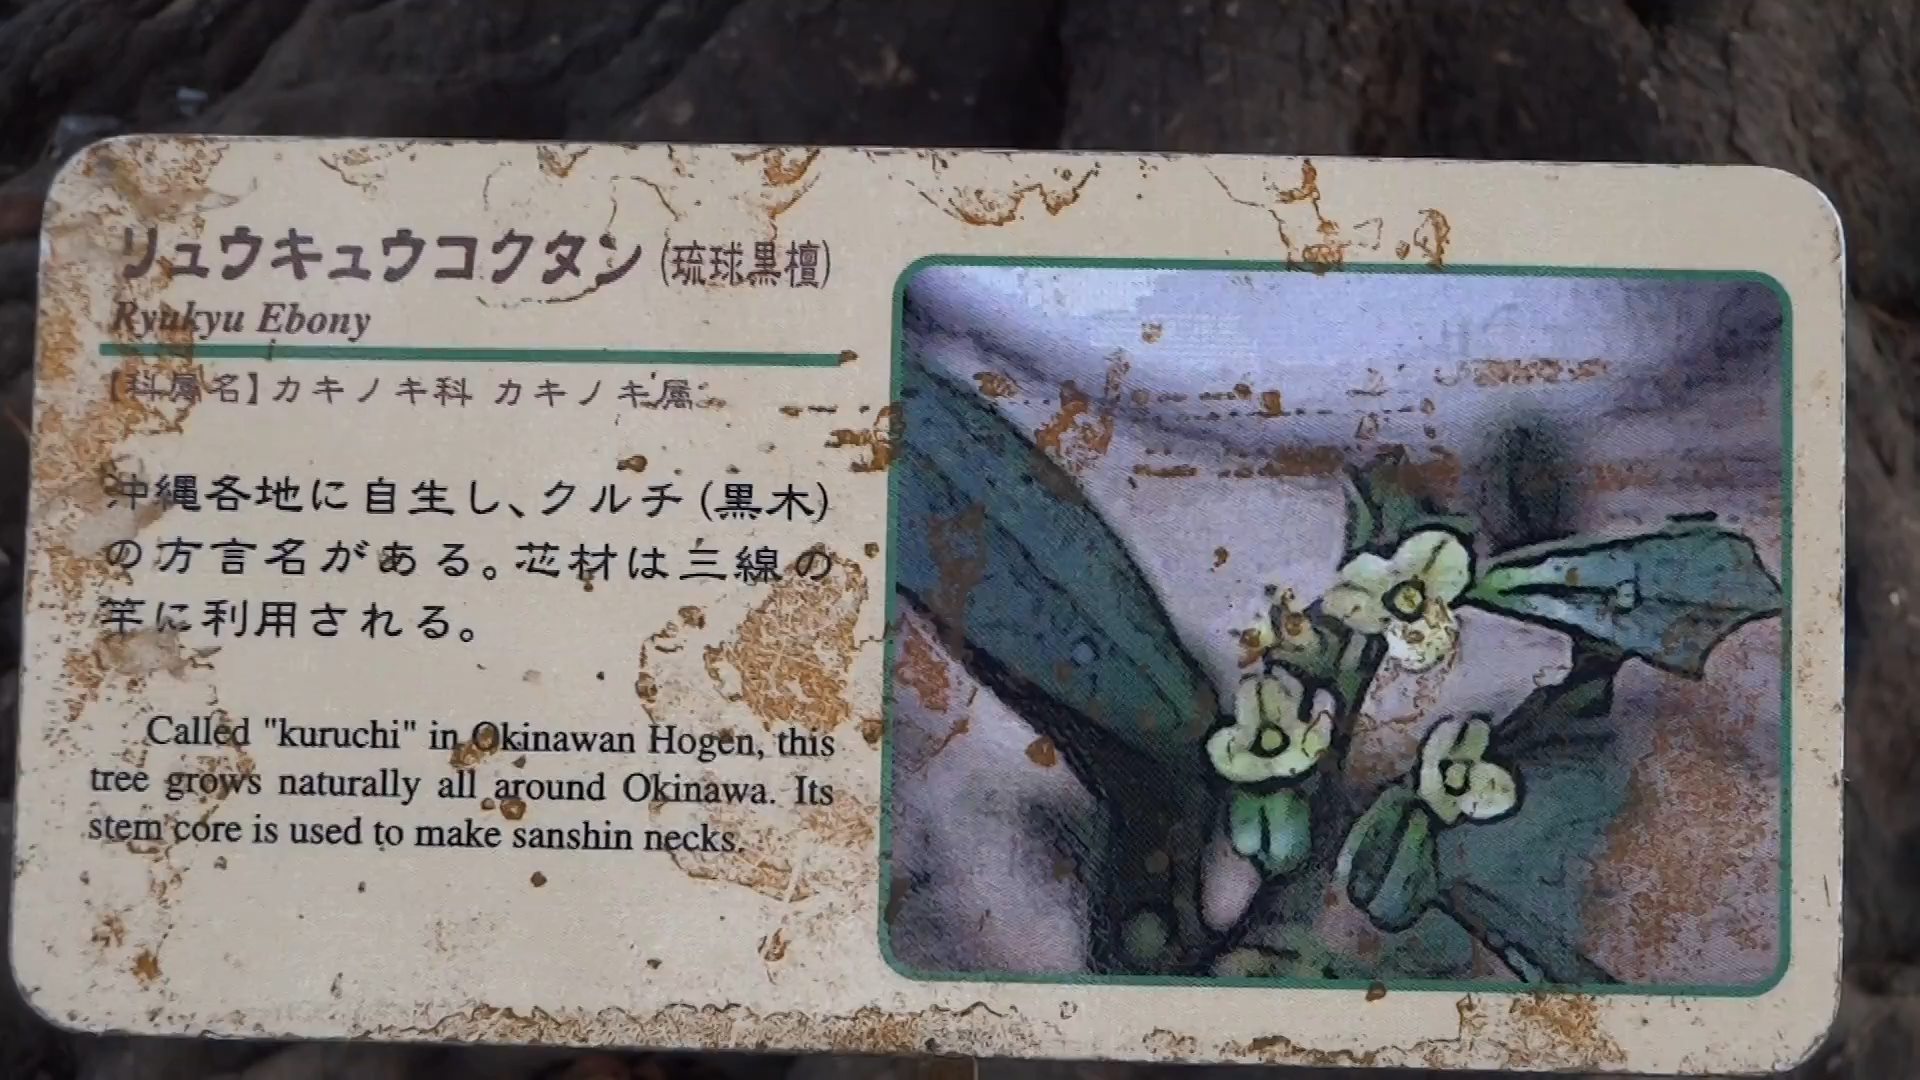 リュウキュウコクタン(琉球黒檀)
Ryukyu Ebony
【科属名】カキノキ科 カキノキ属
沖縄各地に自生し、クルチ(黒木)
の方言名がある。芯材は三線の
竿に利用される。
Called "kuruchi" in Okinawan Hogen, this
tree grows naturally all around Okinawa. Its
stem core is used to make sanshin necks.